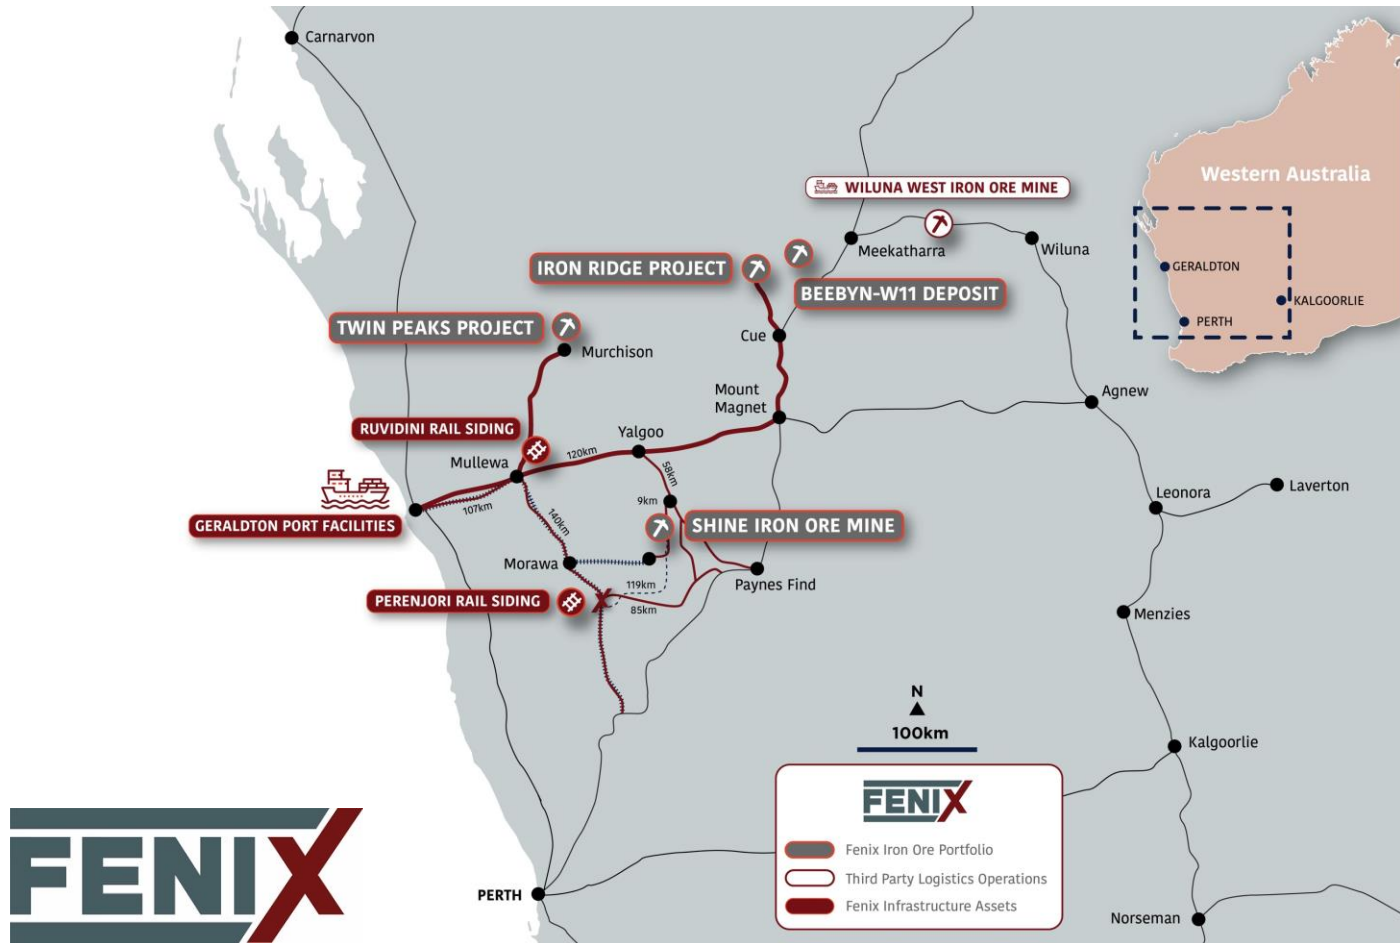 Carnarvon
WILUNA WEST IRON ORE MINE
Western Australia
Meekatharra
Wiluna
IRON RIDGE PROJECT
BEEBYN-W11 DEPOSIT
GERALDTON
KALGOORLIE
PERTH
TWIN PEAKS PROJECT
Murchison
Cue
Mount
Magnet
Agnew
RUVIDINI RAIL SIDING
Yalgoo
Mullewa
120km
58km
107km
9km
140km
GERALDTON PORT FACILITIES
SHINE IRON ORE MINE
Leonora
Laverton
Morawa
119km
Paynes Find
PERENJORI RAIL SIDING
85km
Menzies
N
100km
Kalgoorlie
FENIX
Fenix Iron Ore Portfolio
Third Party Logistics Operations
Fenix Infrastructure Assets
FENIX
PERTH
Norseman